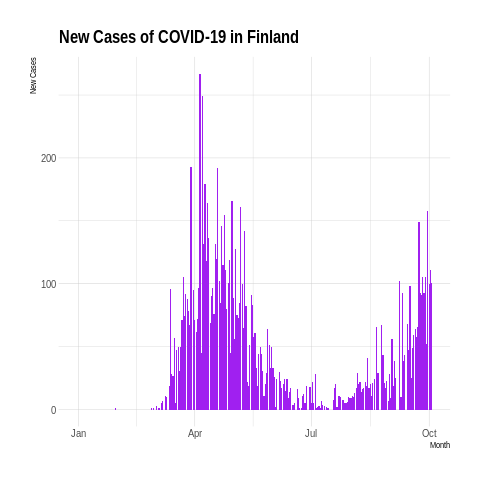 New Cases of COVID-19 in Finland
New Cases
200
100
0
Jan Apr Jul Oct
Month